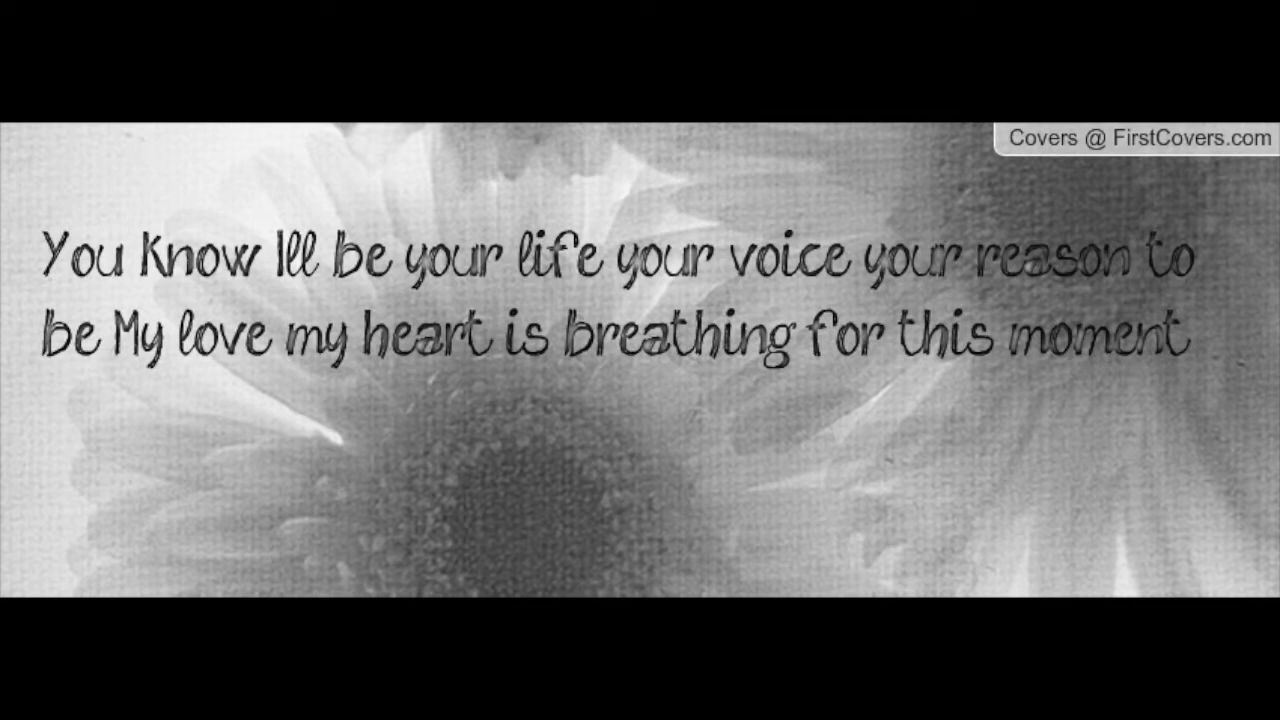 Covers @ FirstCovers.com
You Know Ill be your life your voice your reason to
be My love my heart is breathing for this moment